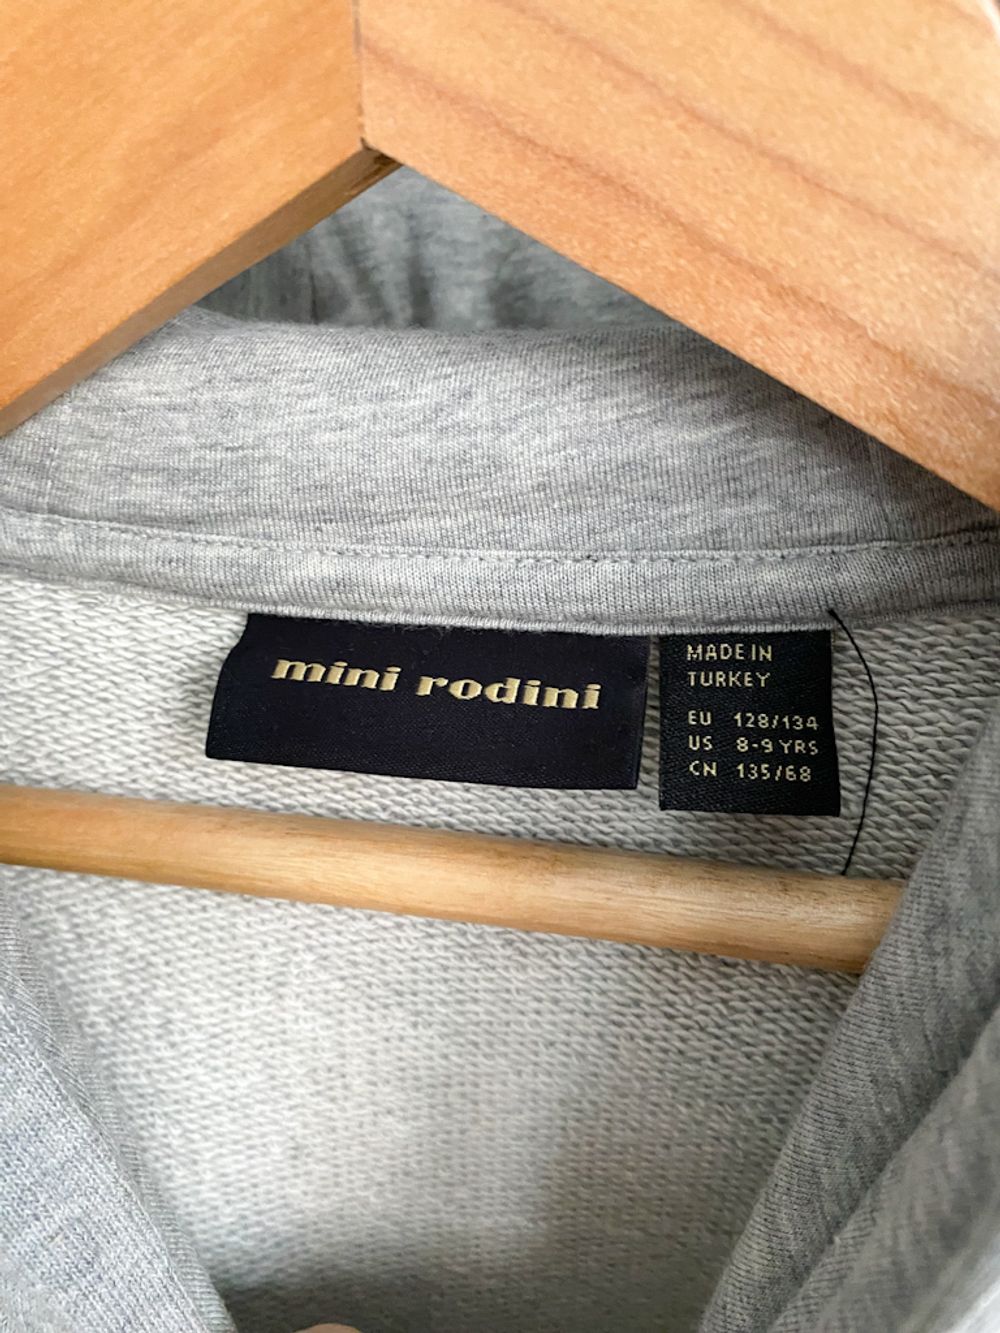 mini rodini
MADE IN
TURKEY
EU 128/134
US 8-9 YRS
CN 135/68